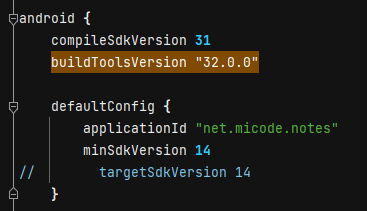 android {
    compileSdkVersion 31
    buildToolsVersion "32.0.0"

    defaultConfig {
        applicationId "net.micode.notes"
        minSdkVersion 14
//        targetSdkVersion 14
    }